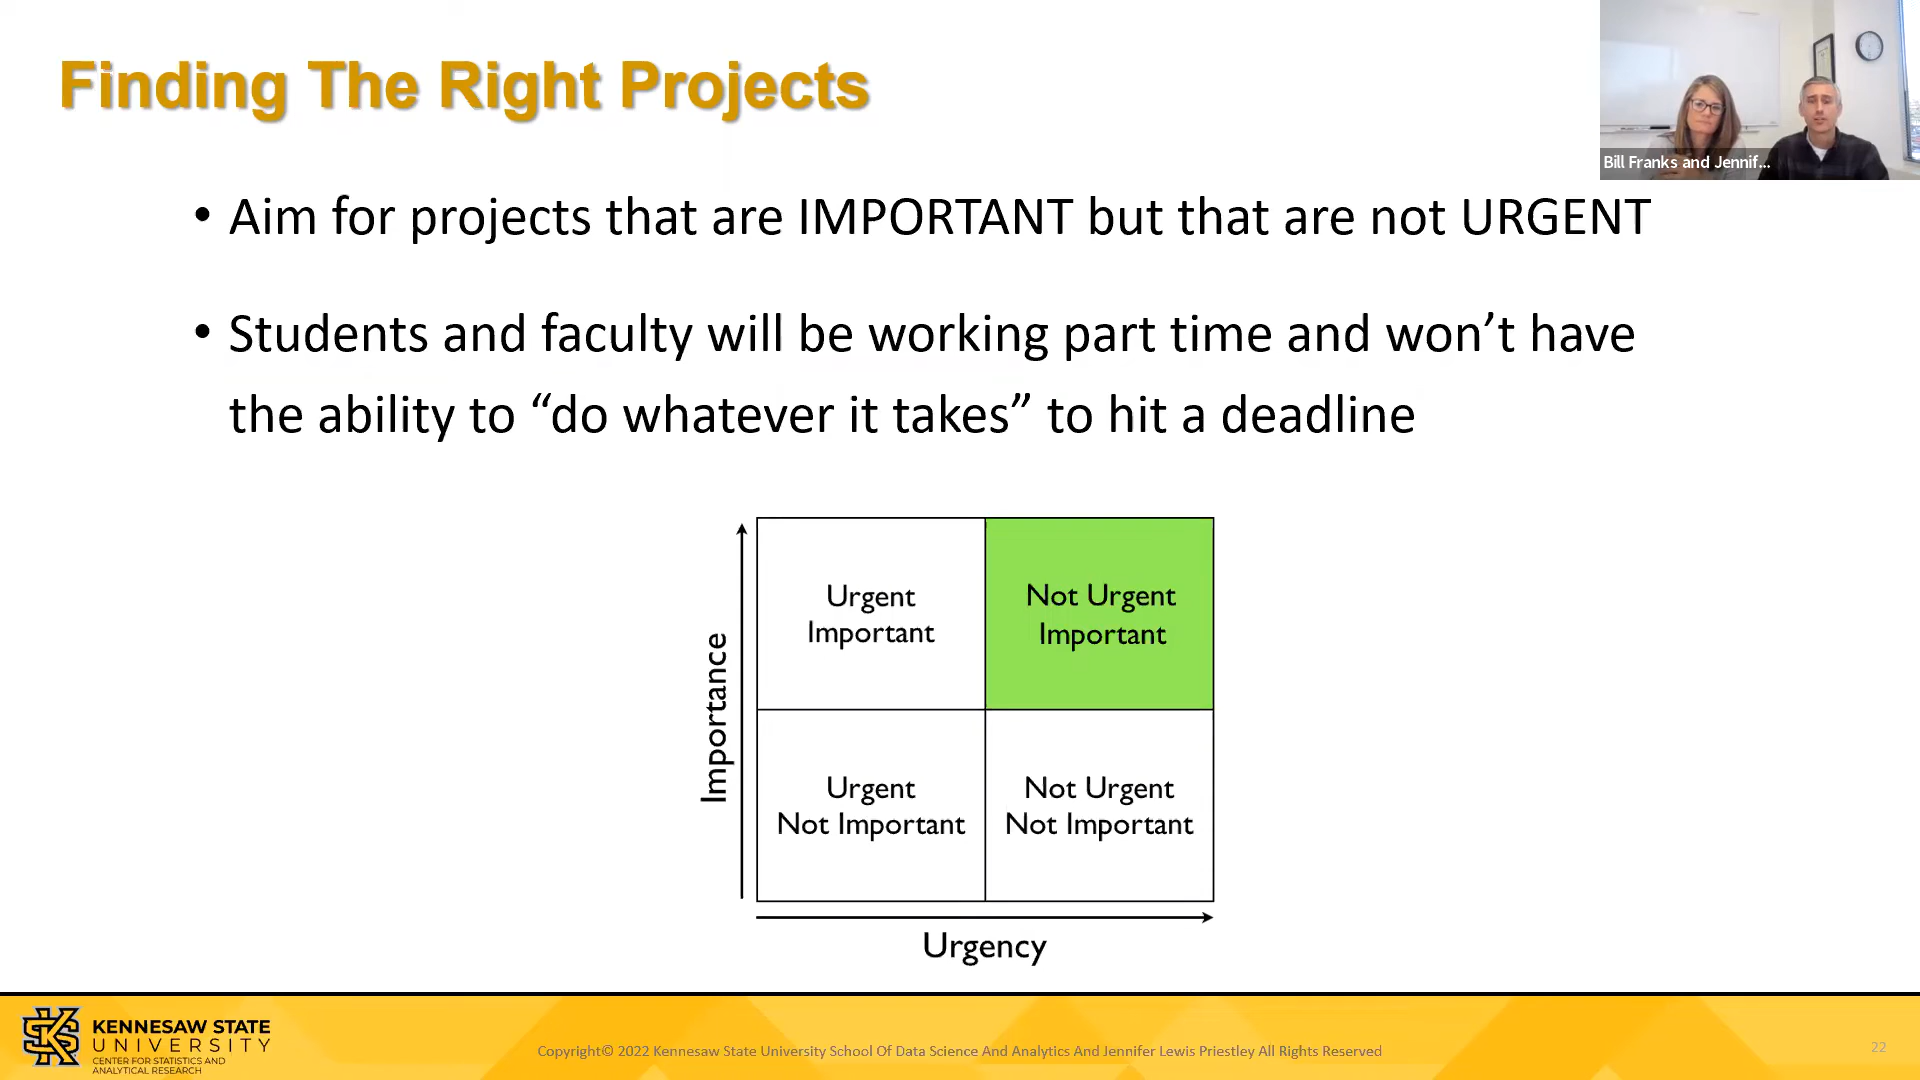 Finding The Right Projects
Bill Franks and Jennif...
• Aim for projects that are IMPORTANT but that are not URGENT
• Students and faculty will be working part time and won’t have
the ability to “do whatever it takes” to hit a deadline
Importance
Urgent
Important
Not Urgent
Important
Urgent
Not Important
Not Urgent
Not Important
Urgency
KS
KENNESAW STATE
UNIVERSITY
CENTER FOR STATISTICS AND
ANALYTICAL RESEARCH
Copyright© 2022 Kennesaw State University School Of Data Science And Analytics And Jennifer Lewis Priestley All Rights Reserved
22